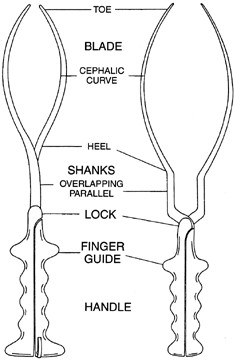 TOE
BLADE
CEPHALIC
CURVE
HEEL
SHANKS
OVERLAPPING
PARALLEL
LOCK
FINGER
GUIDE
HANDLE